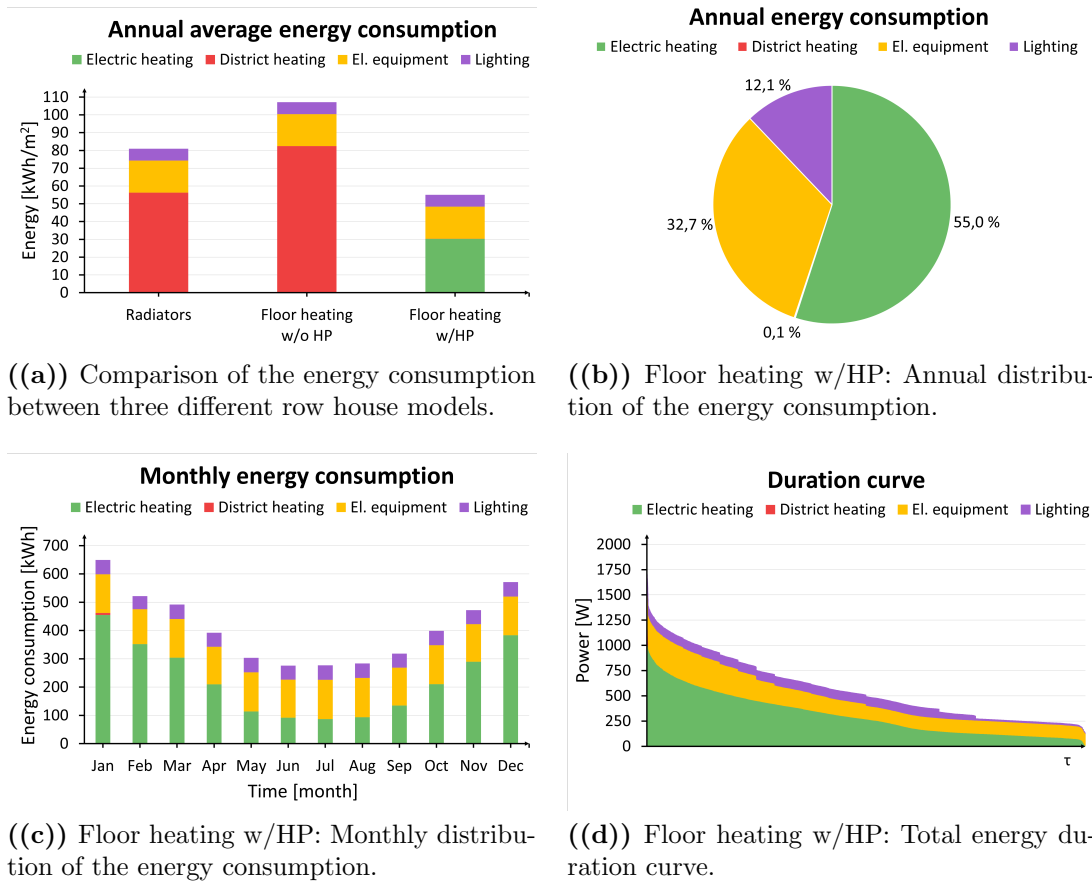 Annual average energy consumption
Electric heating District heating El. equipment Lighting
Energy [kWh/m²]
110
100
90
80
70
60
50
40
30
20
10
0
Radiators
Floor heating
w/o HP
Floor heating
w/HP
((a)) Comparison of the energy consumption
between three different row house models.
Annual energy consumption
Electric heating District heating El. equipment Lighting
12,1 %
32,7 %
55,0 %
0,1 %
((b)) Floor heating w/HP: Annual distribu-
tion of the energy consumption.
Monthly energy consumption
Electric heating District heating El. equipment Lighting
Energy consumption [kWh]
700
600
500
400
300
200
100
0
Jan Feb Mar Apr May Jun Jul Aug Sep Oct Nov Dec
Time [month]
((c)) Floor heating w/HP: Monthly distribu-
tion of the energy consumption.
Duration curve
Electric heating District heating El. equipment Lighting
Power [W]
2000
1750
1500
1250
1000
750
500
250
0
τ
((d)) Floor heating w/HP: Total energy du-
ration curve.